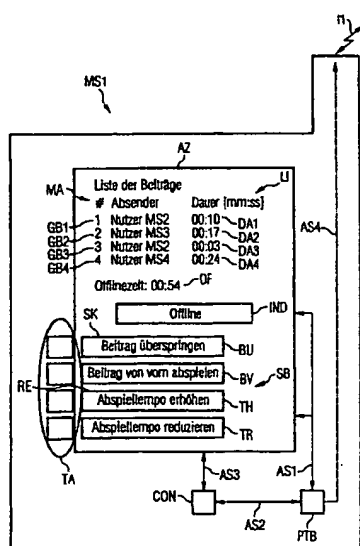 H
MS1
AZ
LI
MA
Liste der Beiträge
# Absender Dauer [mm:ss]
GB1 1 Nutzer MS2 00:10 DA1
GB2 2 Nutzer MS3 00:17 DA2
GB3 3 Nutzer MS2 00:03 DA3
GB4 4 Nutzer MS4 00:24 DA4
Offlinezeit: 00:54 OF
AS4
Offline IND
SK
Beitrag überspringen BU
Beitrag von vorn abspielen BV
SB
RE
Abspieltempo erhöhen TH
Abspieltempo reduzieren TR
TA
AS3
AS1
CON
AS2
PTB